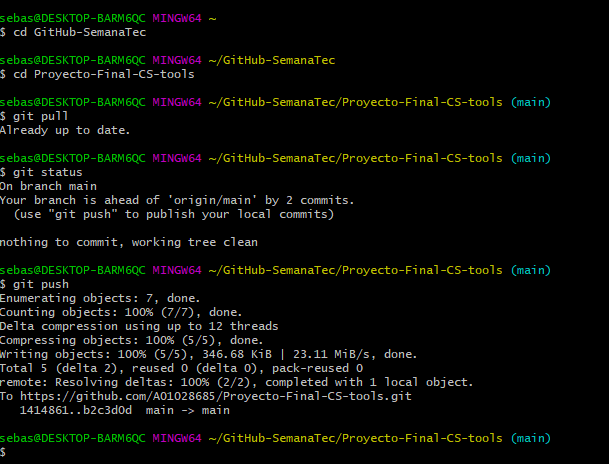 sebas@DESKTOP-BARM6QC MINGW64 ~
$ cd GitHub-SemanaTec
sebas@DESKTOP-BARM6QC MINGW64 ~/GitHub-SemanaTec
$ cd Proyecto-Final-CS-tools
sebas@DESKTOP-BARM6QC MINGW64 ~/GitHub-SemanaTec/Proyecto-Final-CS-tools (main)
$ git pull
Already up to date.
sebas@DESKTOP-BARM6QC MINGW64 ~/GitHub-SemanaTec/Proyecto-Final-CS-tools (main)
$ git status
On branch main
Your branch is ahead of 'origin/main' by 2 commits.
  (use "git push" to publish your local commits)
nothing to commit, working tree clean
sebas@DESKTOP-BARM6QC MINGW64 ~/GitHub-SemanaTec/Proyecto-Final-CS-tools (main)
$ git push
Enumerating objects: 7, done.
Counting objects: 100% (7/7), done.
Delta compression using up to 12 threads
Compressing objects: 100% (5/5), done.
Writing objects: 100% (5/5), 346.68 KiB | 23.11 MiB/s, done.
Total 5 (delta 2), reused 0 (delta 0), pack-reused 0
remote: Resolving deltas: 100% (2/2), completed with 1 local object.
To https://github.com/A01028685/Proyecto-Final-CS-tools.git
   1414861..b2c3d0d  main -> main
sebas@DESKTOP-BARM6QC MINGW64 ~/GitHub-SemanaTec/Proyecto-Final-CS-tools (main)
$